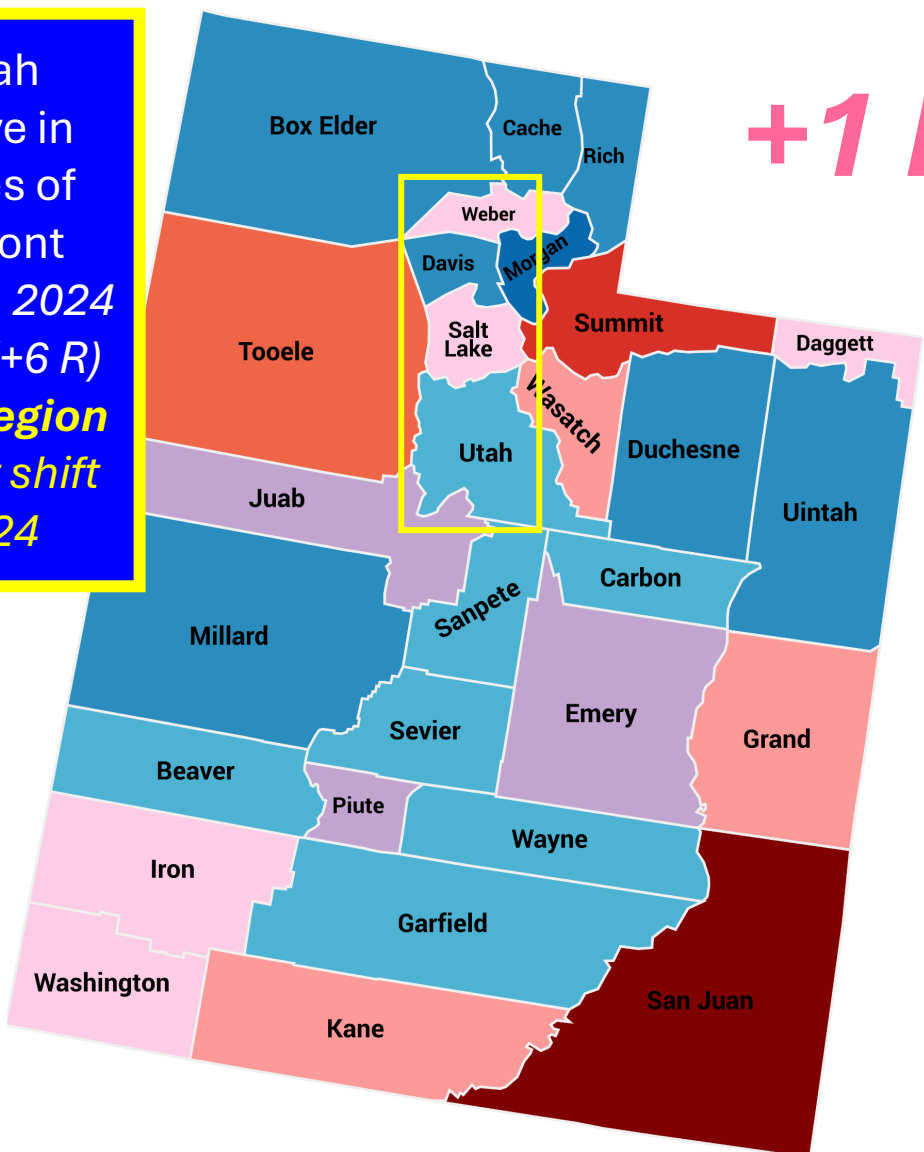 ah
ve in
es of
ont
2024
+6 R)
egion
shift
24
+1
Box Elder
Cache
Rich
Weber
Davis
Morgan
Salt
Lake
Tooele
Summit
Daggett
Wasatch
Utah
Duchesne
Uintah
Juab
Carbon
Sanpete
Millard
Emery
Grand
Sevier
Beaver
Piute
Wayne
Iron
Garfield
Washington
San Juan
Kane